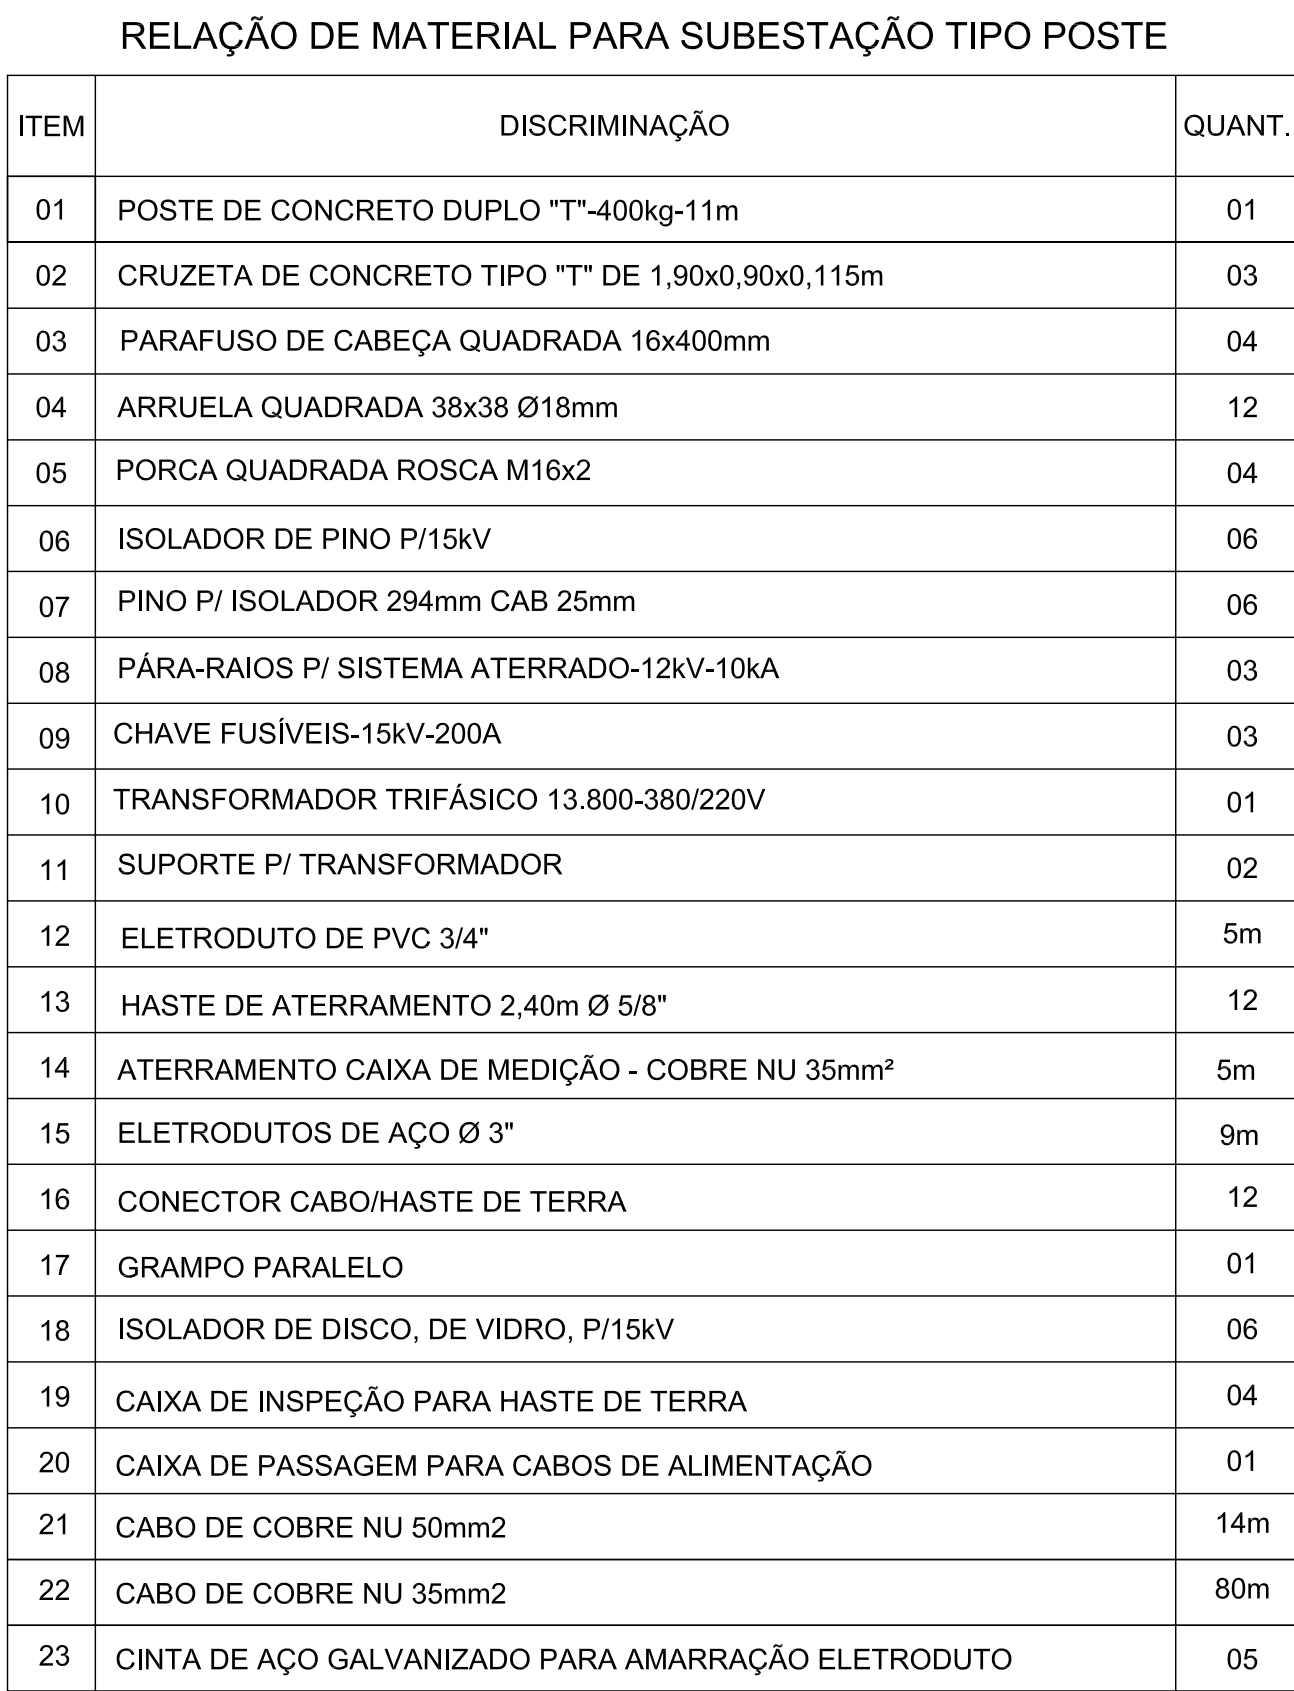 RELAÇÃO DE MATERIAL PARA SUBESTAÇÃO TIPO POSTE
ITEM DISCRIMINAÇÃO QUANT.
01 POSTE DE CONCRETO DUPLO "T"-400kg-11m 01
02 CRUZETA DE CONCRETO TIPO "T" DE 1,90x0,90x0,115m 03
03 PARAFUSO DE CABEÇA QUADRADA 16x400mm 04
04 ARRUELA QUADRADA 38x38 Ø18mm 12
05 PORCA QUADRADA ROSCA M16x2 04
06 ISOLADOR DE PINO P/15kV 06
07 PINO P/ ISOLADOR 294mm CAB 25mm 06
08 PÁRA-RAIOS P/ SISTEMA ATERRADO-12kV-10kA 03
09 CHAVE FUSÍVEIS-15kV-200A 03
10 TRANSFORMADOR TRIFÁSICO 13.800-380/220V 01
11 SUPORTE P/ TRANSFORMADOR 02
12 ELETRODUTO DE PVC 3/4" 5m
13 HASTE DE ATERRAMENTO 2,40m Ø 5/8" 12
14 ATERRAMENTO CAIXA DE MEDIÇÃO - COBRE NU 35mm² 5m
15 ELETRODUTOS DE AÇO Ø 3" 9m
16 CONECTOR CABO/HASTE DE TERRA 12
17 GRAMPO PARALELO 01
18 ISOLADOR DE DISCO, DE VIDRO, P/15kV 06
19 CAIXA DE INSPEÇÃO PARA HASTE DE TERRA 04
20 CAIXA DE PASSAGEM PARA CABOS DE ALIMENTAÇÃO 01
21 CABO DE COBRE NU 50mm2 14m
22 CABO DE COBRE NU 35mm2 80m
23 CINTA DE AÇO GALVANIZADO PARA AMARRAÇÃO ELETRODUTO 05